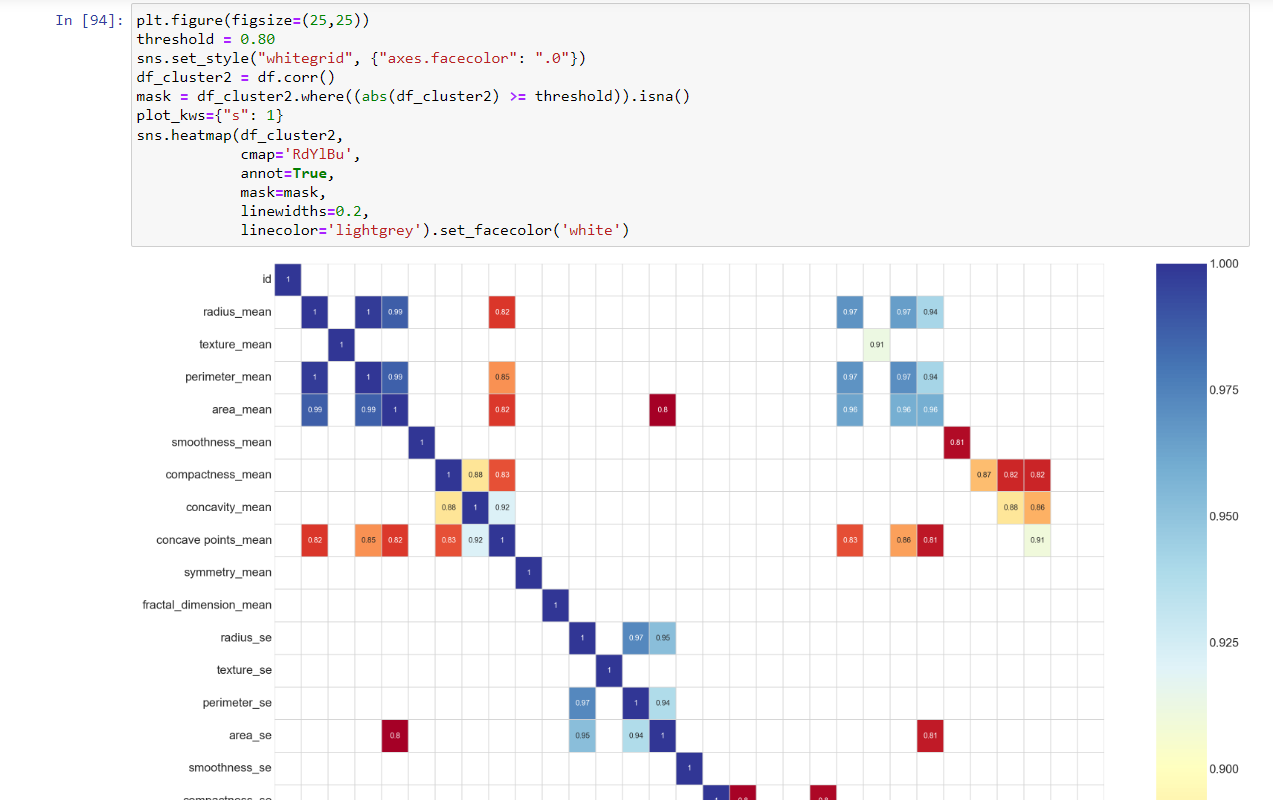 In [94]:
plt.figure(figsize=(25,25))
threshold = 0.80
sns.set_style("whitegrid", {"axes.facecolor": ".0"})
df_cluster2 = df.corr()
mask = df_cluster2.where((abs(df_cluster2) >= threshold)).isna()
plot_kws={"s": 1}
sns.heatmap(df_cluster2,
cmap='RdYlBu',
annot=True,
mask=mask,
linewidths=0.2,
linecolor='lightgrey').set_facecolor('white')
id 1
radius_mean 1 1 0.99 0.82 0.97 0.97 0.94
texture_mean 1 0.91
perimeter_mean 1 1 0.99 0.85 0.97 0.97 0.94
area_mean 0.99 0.99 1 0.82 0.8 0.96 0.96 0.96
smoothness_mean 1 0.81
compactness_mean 1 0.88 0.83 0.87 0.82 0.82
concavity_mean 0.88 1 0.92 0.88 0.86
concave points_mean 0.82 0.85 0.82 0.83 0.92 1 0.83 0.86 0.81 0.91
symmetry_mean 1
fractal_dimension_mean 1
radius_se 1 0.97 0.95
texture_se 1
perimeter_se 0.97 1 0.94
area_se 0.8 0.95 0.94 1 0.81
smoothness_se 1
1.000
0.975
0.950
0.925
0.900